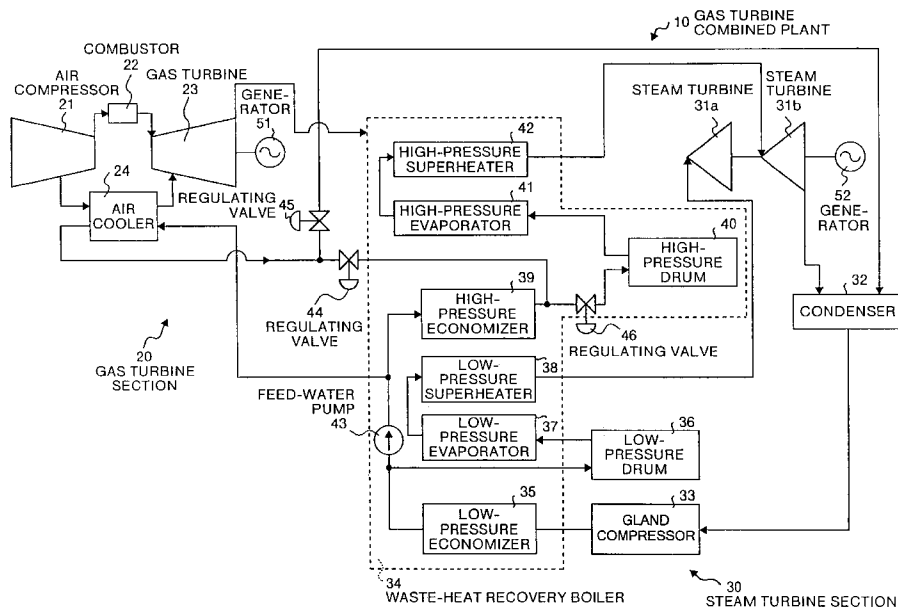 10
GAS TURBINE
COMBINED PLANT
COMBUSTOR
22
AIR
COMPRESSOR
21
GAS TURBINE
23
GENE-
RATOR
51
STEAM TURBINE
31a
STEAM
TURBINE
31b
42
HIGH-PRESSURE
SUPERHEATER
24
AIR
COOLER
REGULATING
VALVE
45
41
HIGH-PRESSURE
EVAPORATOR
52
GENERATOR
40
HIGH-
PRESSURE
DRUM
44
REGULATING
VALVE
39
HIGH-
PRESSURE
ECONOMIZER
46
REGULATING VALVE
32
CONDENSER
20
GAS TURBINE
SECTION
LOW-
PRESSURE
SUPERHEATER
38
FEED-WATER
PUMP
43
37
LOW-
PRESSURE
EVAPORATOR
36
LOW-
PRESSURE
DRUM
35
LOW-
PRESSURE
ECONOMIZER
33
GLAND
COMPRESSOR
34
WASTE-HEAT RECOVERY BOILER
30
STEAM TURBINE SECTION